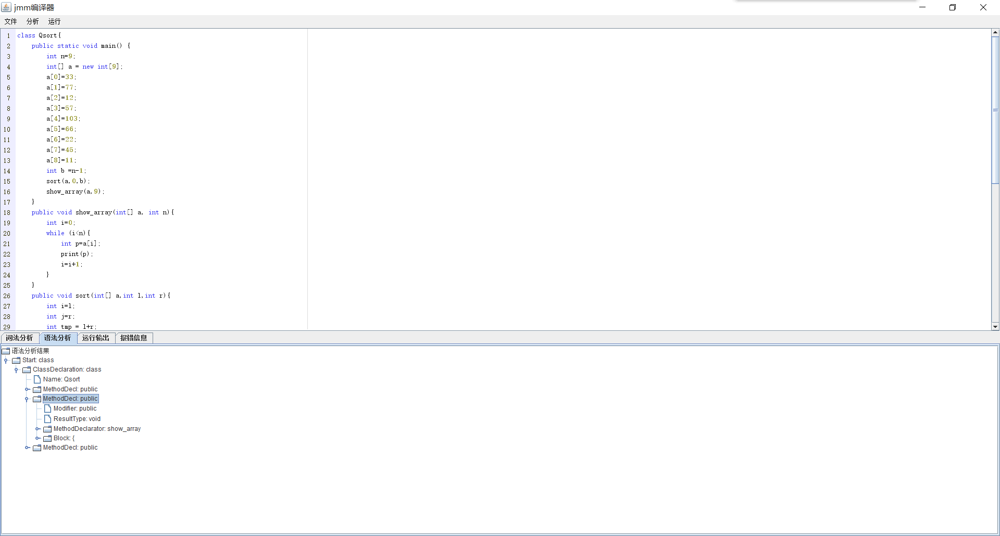 jmm编译器
文件 分析 运行
1 class Qsort{
2 public static void main() {
3 int n=9;
4 int[] a = new int[9];
5 a[0]=33;
6 a[1]=77;
7 a[2]=12;
8 a[3]=57;
9 a[4]=103;
10 a[5]=66;
11 a[6]=22;
12 a[7]=45;
13 a[8]=11;
14 int b =n-1;
15 sort(a,0,b);
16 show_array(a,9);
17 }
18 public void show_array(int[] a, int n){
19 int i=0;
20 while (i<n){
21 int p=a[i];
22 print(p);
23 i=i+1;
24 }
25 }
26 public void sort(int[] a,int l,int r){
27 int i=l;
28 int j=r;
29 int tmp = l+r;
词法分析 语法分析 运行输出 报错信息
语法分析结果
Start: class
ClassDeclaration: class
Name: Qsort
MethodDecl: public
MethodDecl: public
Modifier: public
ResultType: void
MethodDeclarator: show_array
Block: {
MethodDecl: public